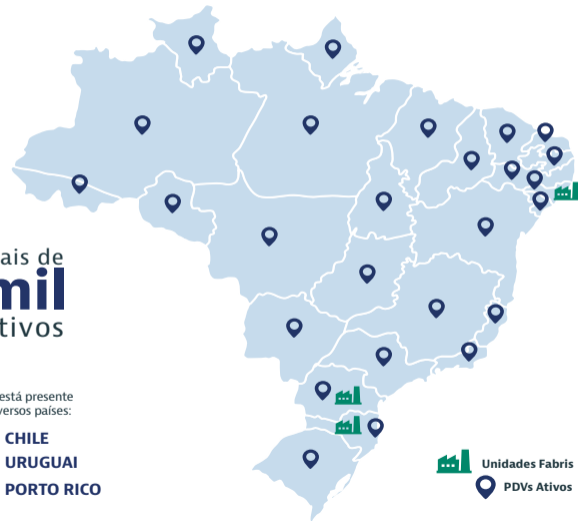 ais de
mil
tivos
está presente
versos países:
CHILE
URUGUAI
PORTO RICO
Unidades Fabris
PDVs Ativos